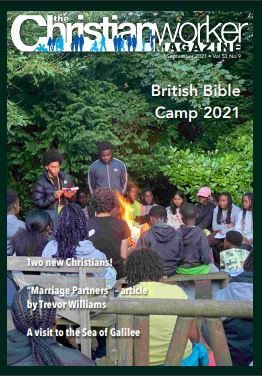 the
Christianworker
MAGAZINE
September 2021 • Vol 53 No 9
British Bible
Camp 2021
Two new Christians!
"Marriage Partners" – article
by Trevor Williams
A visit to the Sea of Galilee